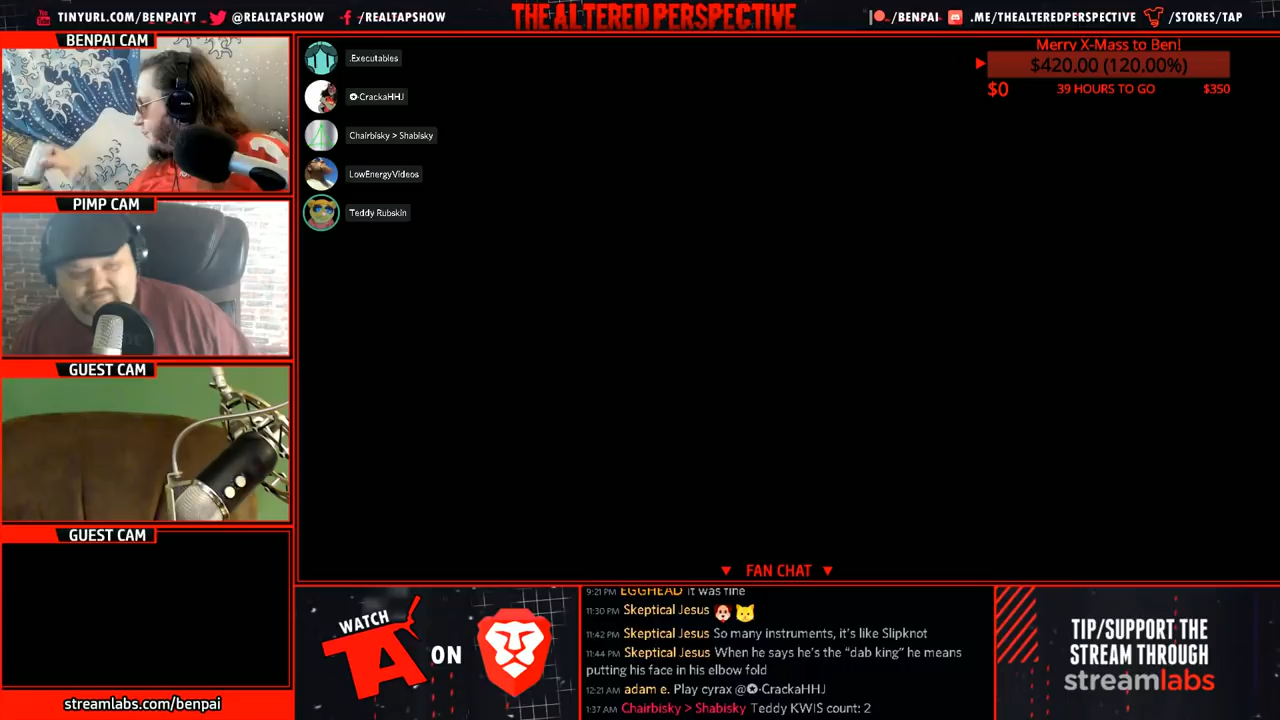 TINYURL.COM/BENPAIYT @REALTAPSHOW /REALTAPSHOW
THE ALTERED PERSPECTIVE
/BENPAI .ME/THEALTEREDPERSPECTIVE /STORES/TAP
BENPAI CAM
PIMP CAM
GUEST CAM
GUEST CAM
streamlabs.com/benpai
.Executables
✪-CrackaHHJ
Chairbisky > Shabisky
LowEnergyVideos
Teddy Rubskin
Merry X-Mass to Ben!
$420.00 (120.00%)
$0 39 HOURS TO GO $350
▼ FAN CHAT ▼
WATCH
ON
9:21 PM EGGHEAD It was fine
11:30 PM Skeptical Jesus 🐶🐱
11:42 PM Skeptical Jesus So many instruments, it's like Slipknot
11:44 PM Skeptical Jesus When he says he's the “dab king” he means
putting his face in his elbow fold
12:21 AM adam e. Play cyrax @✪-CrackaHHJ
1:37 AM Chairbisky > Shabisky Teddy KWIS count: 2
TIP/SUPPORT THE
STREAM THROUGH
streamlabs